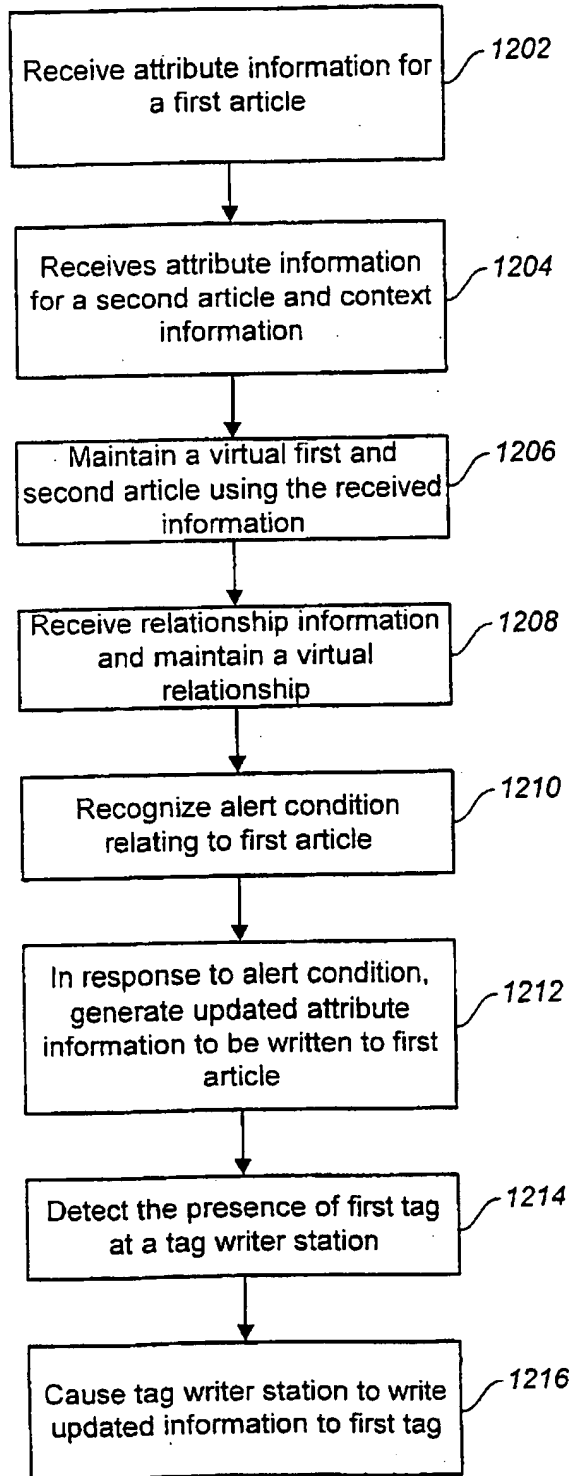 Receive attribute information for
a first article
1202
Receives attribute information
for a second article and context
information
1204
Maintain a virtual first and
second article using the received
information
1206
Receive relationship information
and maintain a virtual
relationship
1208
Recognize alert condition
relating to first article
1210
In response to alert condition,
generate updated attribute
information to be written to first
article
1212
Detect the presence of first tag
at a tag writer station
1214
Cause tag writer station to write
updated information to first tag
1216